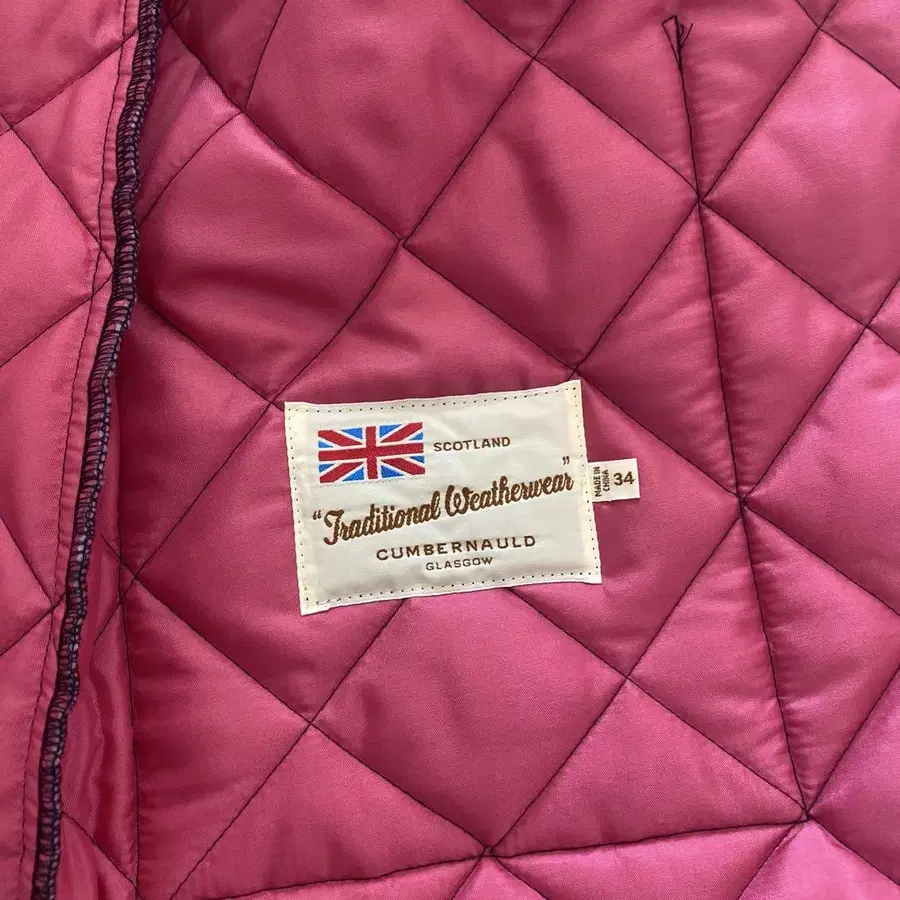 SCOTLAND
"Traditional Weatherwear"
CUMBERNAULD
GLASGOW
MADE IN
CHINA
34